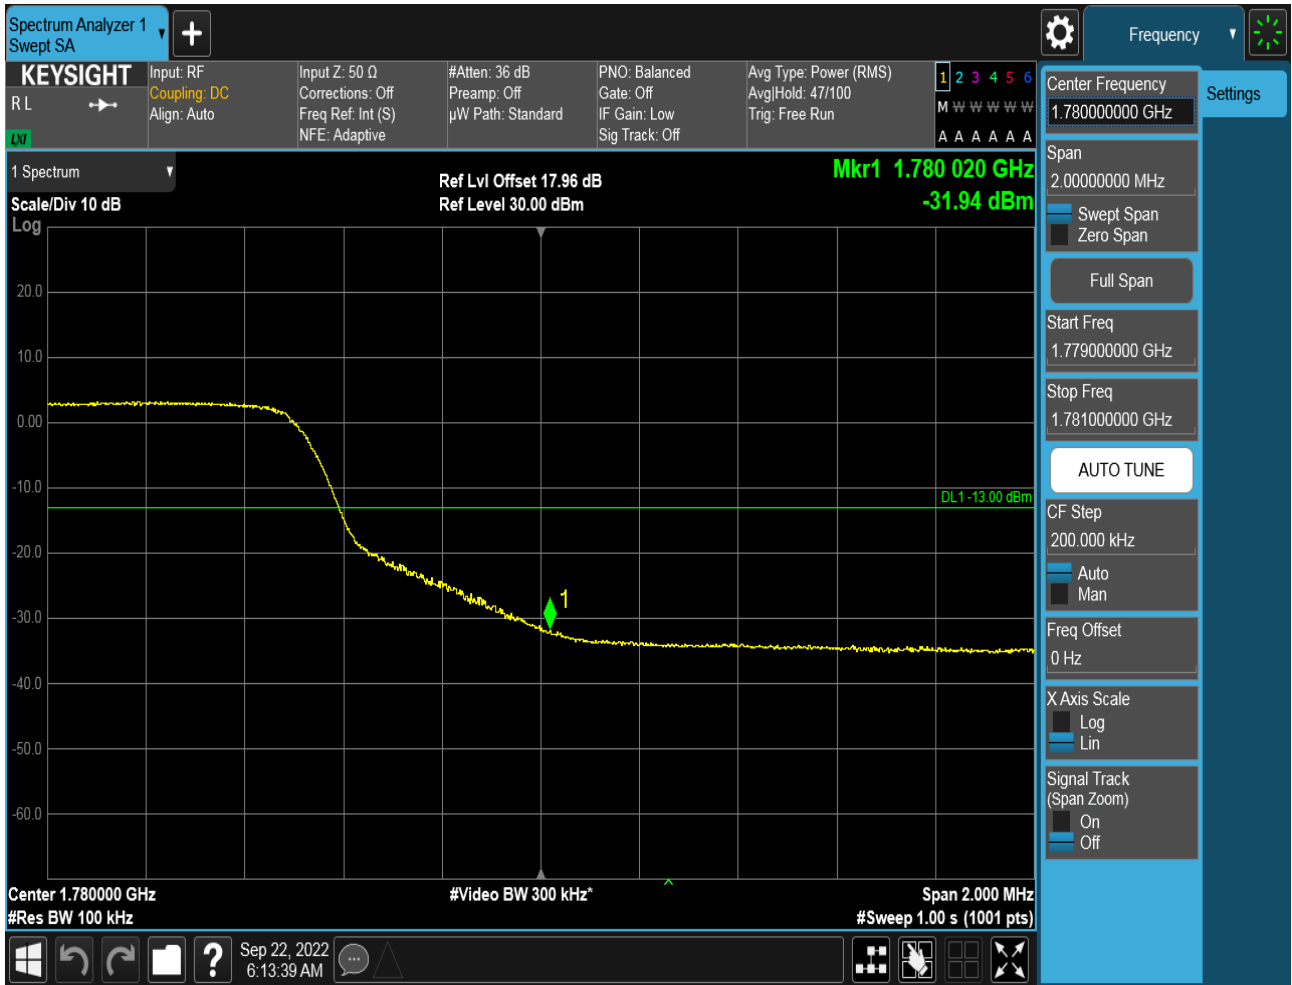 Spectrum Analyzer 1
Swept SA
Frequency
KEYSIGHT
R L
LXI
Input: RF
Coupling: DC
Align: Auto
Input Z: 50 Ω
Corrections: Off
Freq Ref: Int (S)
NFE: Adaptive
#Atten: 36 dB
Preamp: Off
µW Path: Standard
PNO: Balanced
Gate: Off
IF Gain: Low
Sig Track: Off
Avg Type: Power (RMS)
Avg|Hold: 47/100
Trig: Free Run
1 2 3 4 5 6
M W W W W W
A A A A A A
Center Frequency
1.780000000 GHz
Settings
Span
2.00000000 MHz
Swept Span
Zero Span
Full Span
Start Freq
1.779000000 GHz
Stop Freq
1.781000000 GHz
AUTO TUNE
CF Step
200.000 kHz
Auto
Man
Freq Offset
0 Hz
X Axis Scale
Log
Lin
Signal Track
(Span Zoom)
On
Off
1 Spectrum
Scale/Div 10 dB
Log
Ref Lvl Offset 17.96 dB
Ref Level 30.00 dBm
Mkr1 1.780 020 GHz
-31.94 dBm
20.0
10.0
0.00
-10.0
DL1 -13.00 dBm
-20.0
1
-30.0
-40.0
-50.0
-60.0
Center 1.780000 GHz
#Video BW 300 kHz*
Span 2.000 MHz
#Res BW 100 kHz
#Sweep 1.00 s (1001 pts)
?
Sep 22, 2022
6:13:39 AM